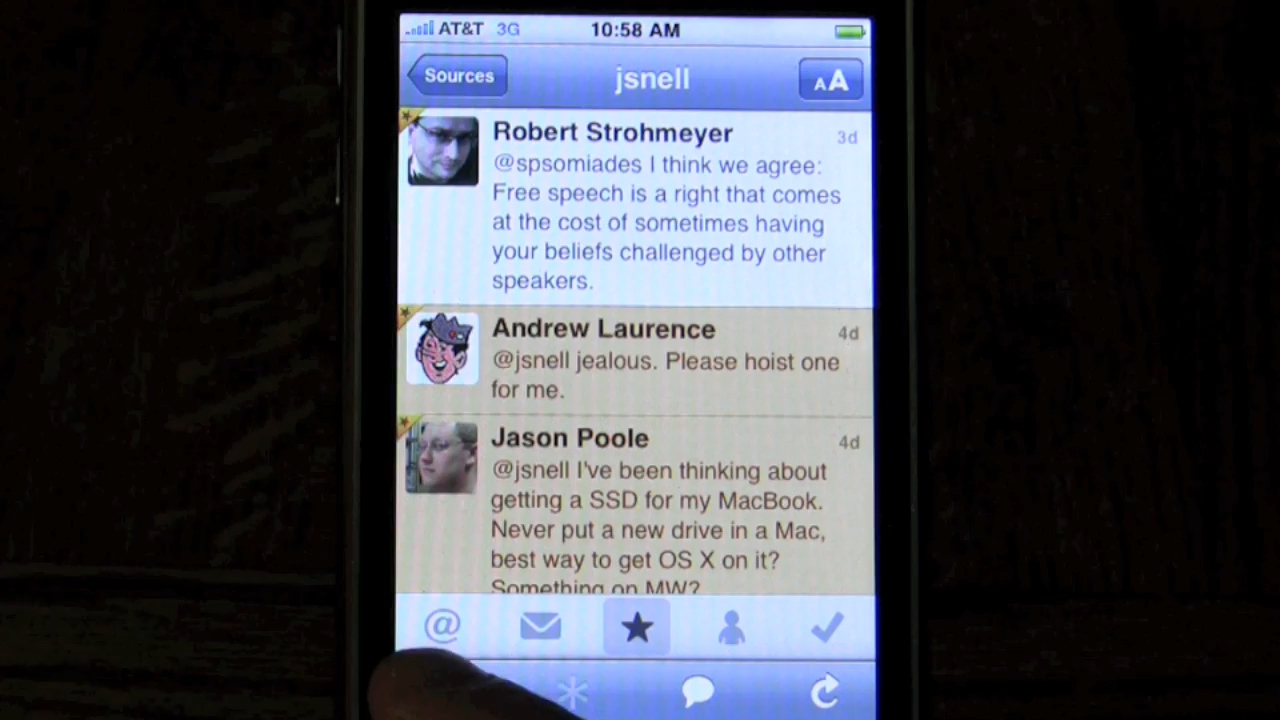 AT&T 3G 10:58 AM
Sources jsnell AA
Robert Strohmeyer 3d
@spsomiades I think we agree:
Free speech is a right that comes
at the cost of sometimes having
your beliefs challenged by other
speakers.
Andrew Laurence 4d
@jsnell jealous. Please hoist one
for me.
Jason Poole 4d
@jsnell I've been thinking about
getting a SSD for my MacBook.
Never put a new drive in a Mac,
best way to get OS X on it?
Something on MW?
@